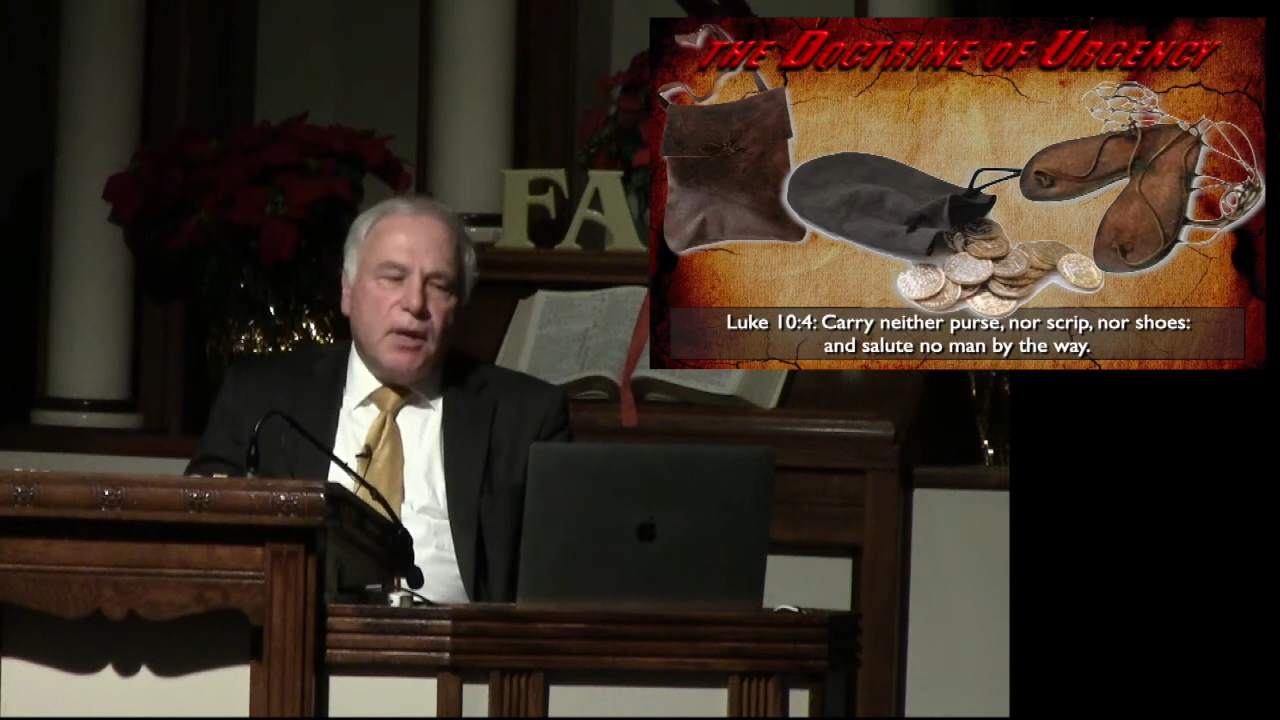 THE DOCTRINE OF URGENCY
FA
Luke 10:4: Carry neither purse, nor scrip, nor shoes:
and salute no man by the way.